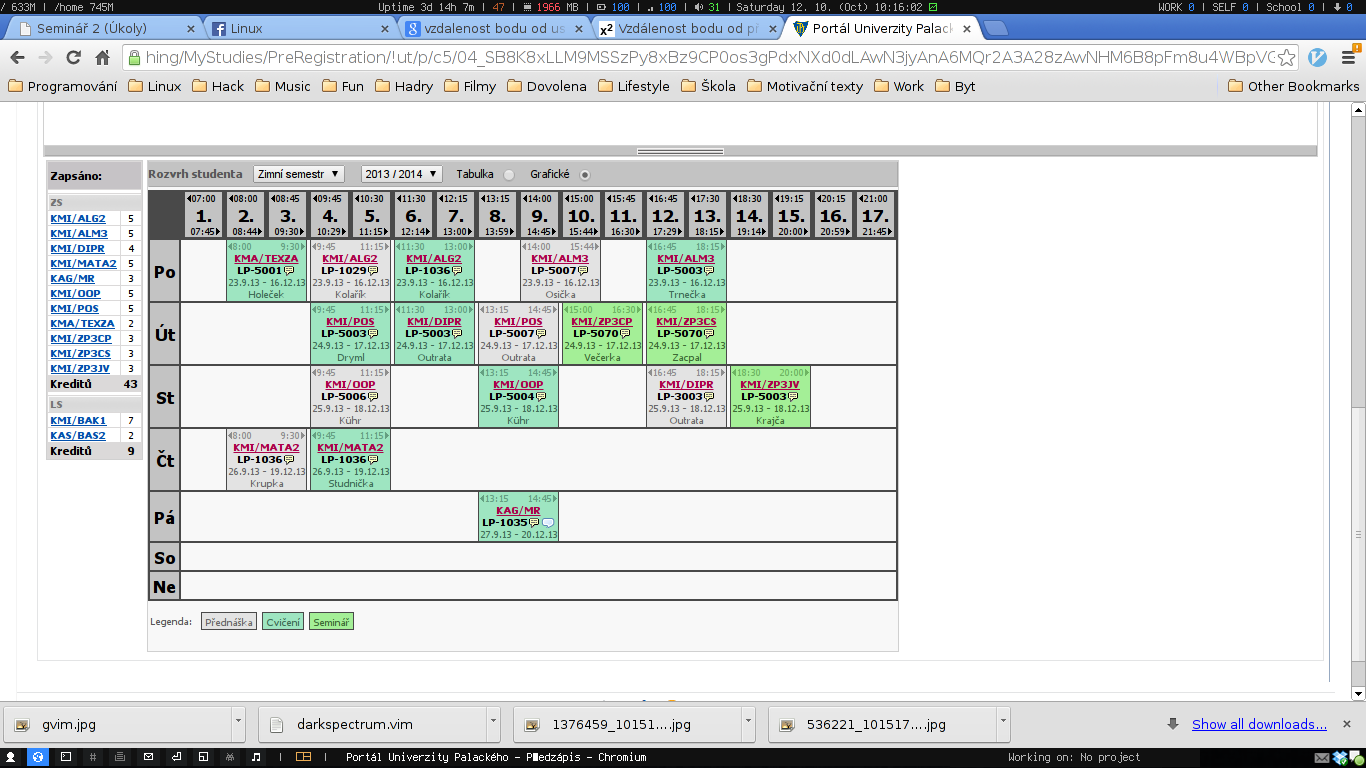 / 633M | /home 745M Uptime 3d 14h 7m | 47 | 1966 MB | 100 | 100 | 31 | Saturday 12. 10. (Oct) 10:16:02 WORK 0 | SELF 0 | School 0 | 0
Seminář 2 (Úkoly) × Linux × vzdalenost bodu od us × Vzdálenost bodu od p × Portál Univerzity Palack ×
hing/MyStudies/PreRegistration/!ut/p/c5/04_SB8K8xLLM9MSSzPy8xBz9CP0os3gPdxNXd0dLAwN3jyAnA6MQr2A3A28zAwNHM6B8pFm8u4WBpVG
Programování Linux Hack Music Fun Hadry Filmy Dovolena Lifestyle Škola Motivační texty Work Byt Other Bookmarks
Zapsáno:
ZS
KMI/ALG2 5
KMI/ALM3 5
KMI/DIPR 4
KMI/MATA2 5
KAG/MR 3
KMI/OOP 5
KMI/POS 5
KMA/TEXZA 2
KMI/ZP3CP 3
KMI/ZP3CS 3
KMI/ZP3JV 3
Kreditů 43
LS
KMI/BAK1 7
KAS/BAS2 2
Kreditů 9
Rozvrh studenta Zimní semestr 2013 / 2014 Tabulka Grafické
07:00 08:00 08:45 09:45 10:30 11:30 12:15 13:15 14:00 15:00 15:45 16:45 17:30 18:30 19:15 20:15 21:00
1. 2. 3. 4. 5. 6. 7. 8. 9. 10. 11. 12. 13. 14. 15. 16. 17.
07:45 08:44 09:30 10:29 11:15 12:14 13:00 13:59 14:45 15:44 16:30 17:29 18:15 19:14 20:00 20:59 21:45
Po
8:00 9:30 9:45 11:15 11:30 13:00 14:00 15:44 16:45 18:15
KMA/TEXZA KMI/ALG2 KMI/ALG2 KMI/ALM3 KMI/ALM3
LP-5001 LP-1029 LP-1036 LP-5007 LP-5003
23.9.13 - 16.12.13 23.9.13 - 16.12.13 23.9.13 - 16.12.13 23.9.13 - 16.12.13 23.9.13 - 16.12.13
Holeček Kolařík Kolařík Osička Trnečka
Út
9:45 11:15 11:30 13:00 13:15 14:45 15:00 16:30 16:45 18:15
KMI/POS KMI/DIPR KMI/POS KMI/ZP3CP KMI/ZP3CS
LP-5003 LP-5003 LP-5007 LP-5070 LP-5070
24.9.13 - 17.12.13 24.9.13 - 17.12.13 24.9.13 - 17.12.13 24.9.13 - 17.12.13 24.9.13 - 17.12.13
Dryml Outrata Outrata Večerka Zacpal
St
9:45 11:15 13:15 14:45 16:45 18:15 18:30 20:00
KMI/OOP KMI/OOP KMI/DIPR KMI/ZP3JV
LP-5006 LP-5004 LP-3003 LP-5003
25.9.13 - 18.12.13 25.9.13 - 18.12.13 25.9.13 - 18.12.13 25.9.13 - 18.12.13
Kühr Kühr Outrata Krajča
Čt
8:00 9:30 9:45 11:15
KMI/MATA2 KMI/MATA2
LP-1036 LP-1036
26.9.13 - 19.12.13 26.9.13 - 19.12.13
Krupka Studnička
Pá
13:15 14:45
KAG/MR
LP-1035
27.9.13 - 20.12.13
So
Ne
Legenda: Přednáška Cvičení Seminář
gvim.jpg darkspectrum.vim 1376459_10151....jpg 536221_101517....jpg Show all downloads... ×
Portál Univerzity Palackého - Předzápis - Chromium Working on: No project